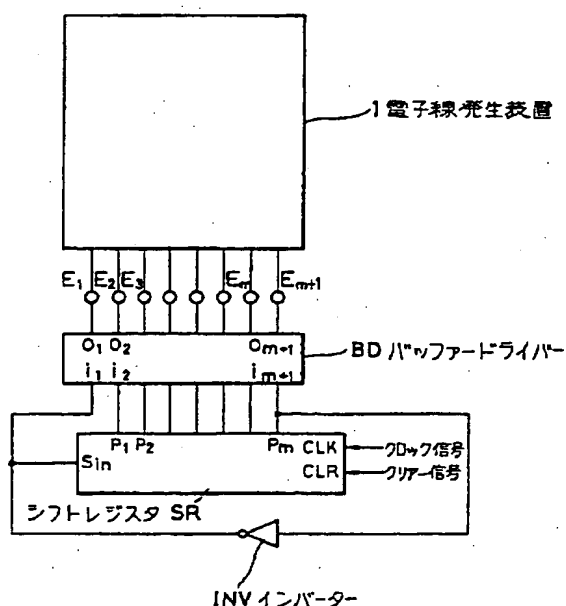 1 電子線発生装置
E1 E2 E3 Em Em+1
O1 O2 Om+1
BD バッファードライバー
i1 i2 im+1
P1 P2 Pm CLK クロック信号
Sin
CLR クリアー信号
シフトレジスタ SR
INV インバーター